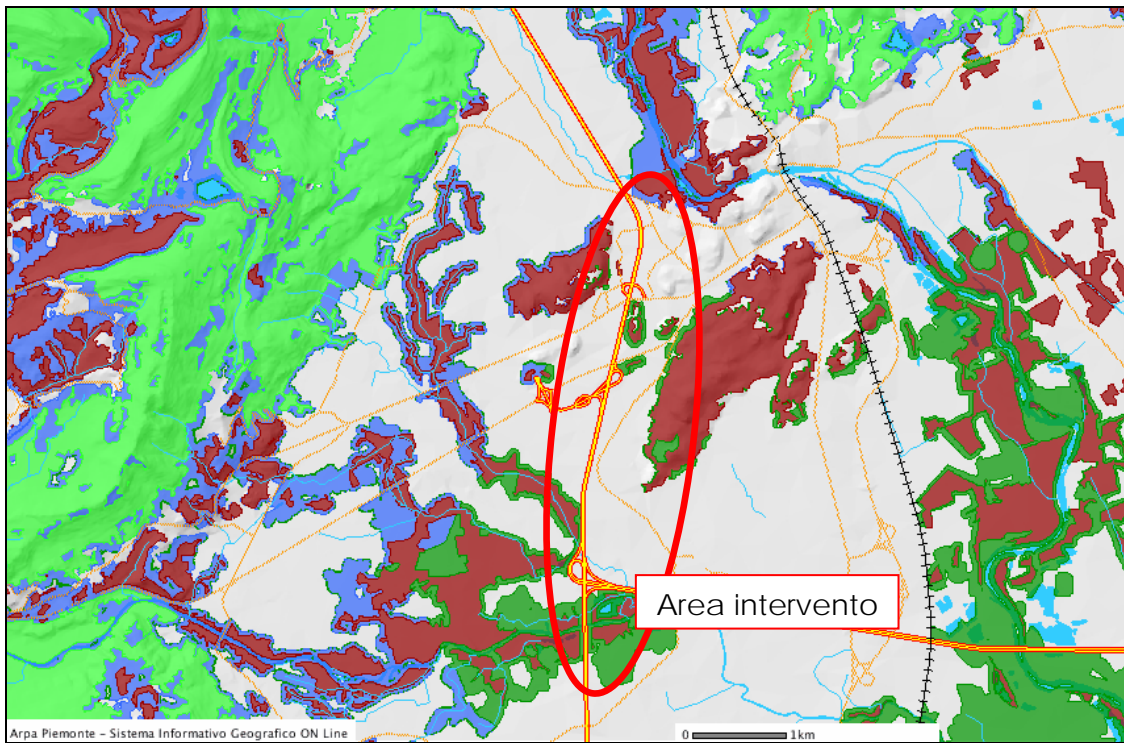 Area intervento
Arpa Piemonte - Sistema Informativo Geografico ON Line
0 1km